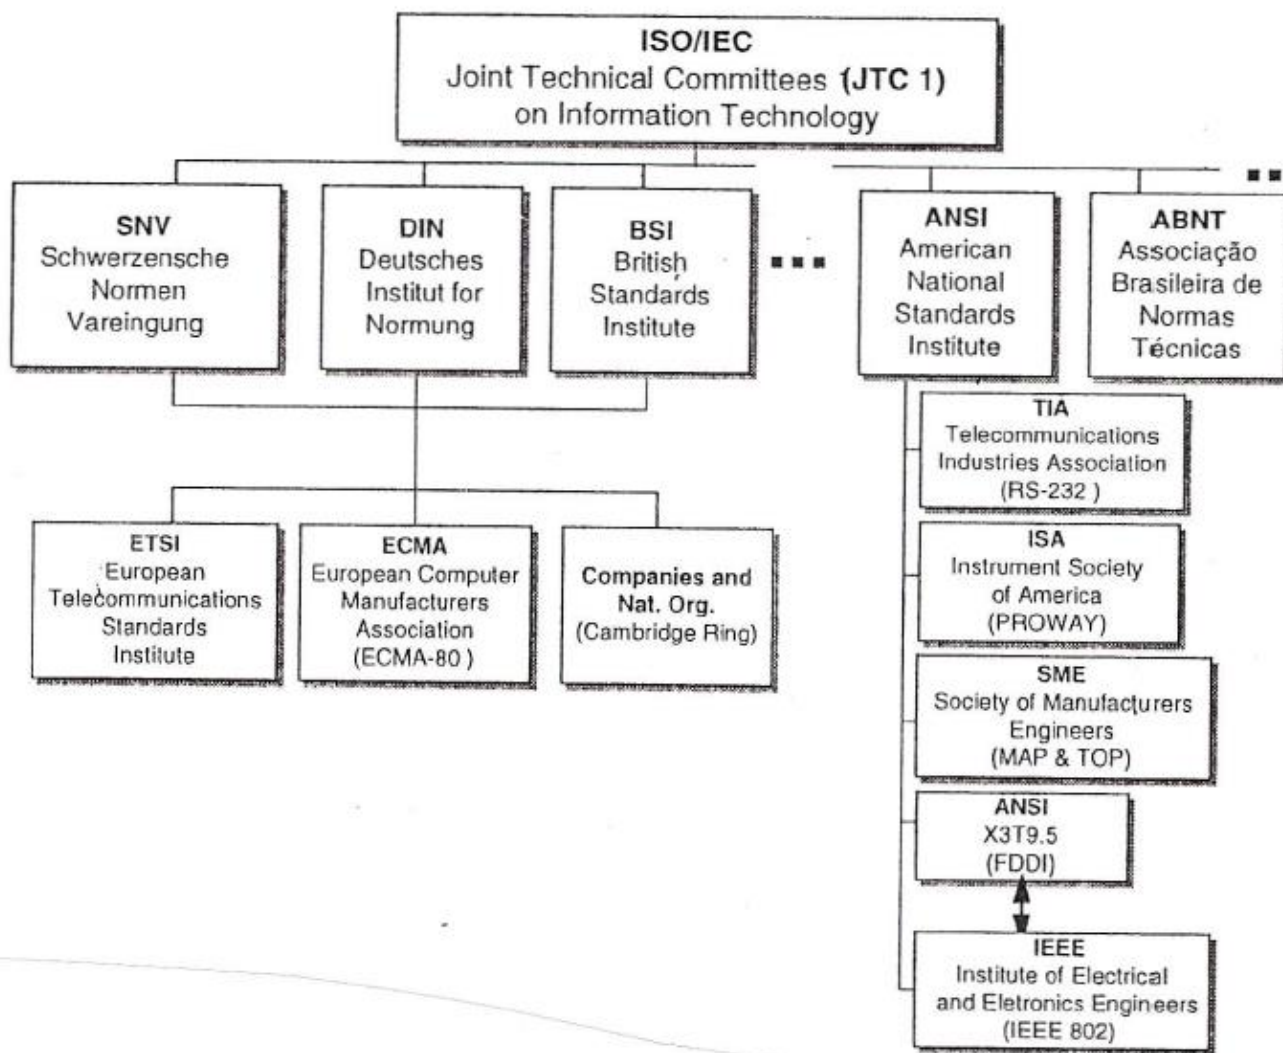 ISO/IEC
Joint Technical Committees (JTC 1)
on Information Technology
SNV
Schwerzensche
Normen
Vareingung
DIN
Deutsches
Institut for
Normung
BSI
British
Standards
Institute
ANSI
American
National
Standards
Institute
ABNT
Associação
Brasileira de
Normas
Técnicas
ETSI
European
Telecommunications
Standards
Institute
ECMA
European Computer
Manufacturers
Association
(ECMA-80 )
Companies and
Nat. Org.
(Cambridge Ring)
TIA
Telecommunications
Industries Association
(RS-232 )
ISA
Instrument Society
of America
(PROWAY)
SME
Society of Manufacturers
Engineers
(MAP & TOP)
ANSI
X3T9.5
(FDDI)
IEEE
Institute of Electrical
and Eletronics Engineers
(IEEE 802)